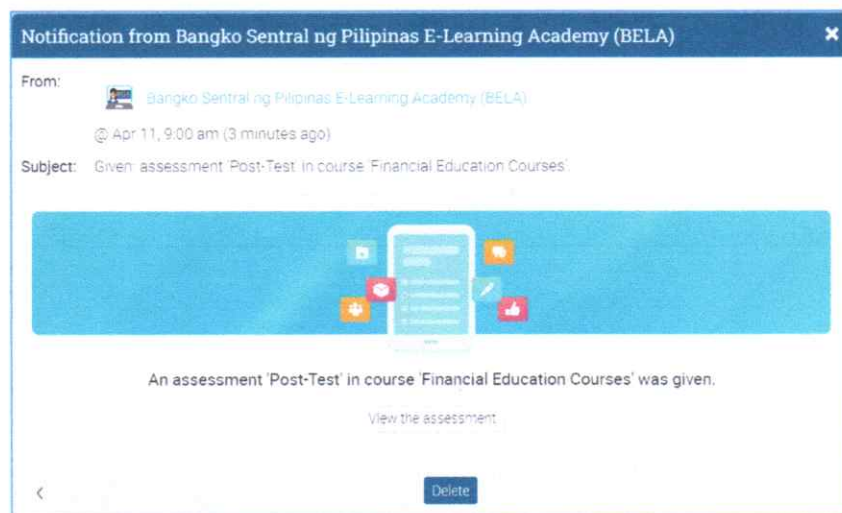 Notification from Bangko Sentral ng Pilipinas E-Learning Academy (BELA)
From:
Bangko Sentral ng Pilipinas E-Learning Academy (BELA)
@ Apr 11, 9:00 am (3 minutes ago)
Subject: Given: assessment 'Post-Test' in course 'Financial Education Courses'.
An assessment 'Post-Test' in course 'Financial Education Courses' was given.
View the assessment
Delete